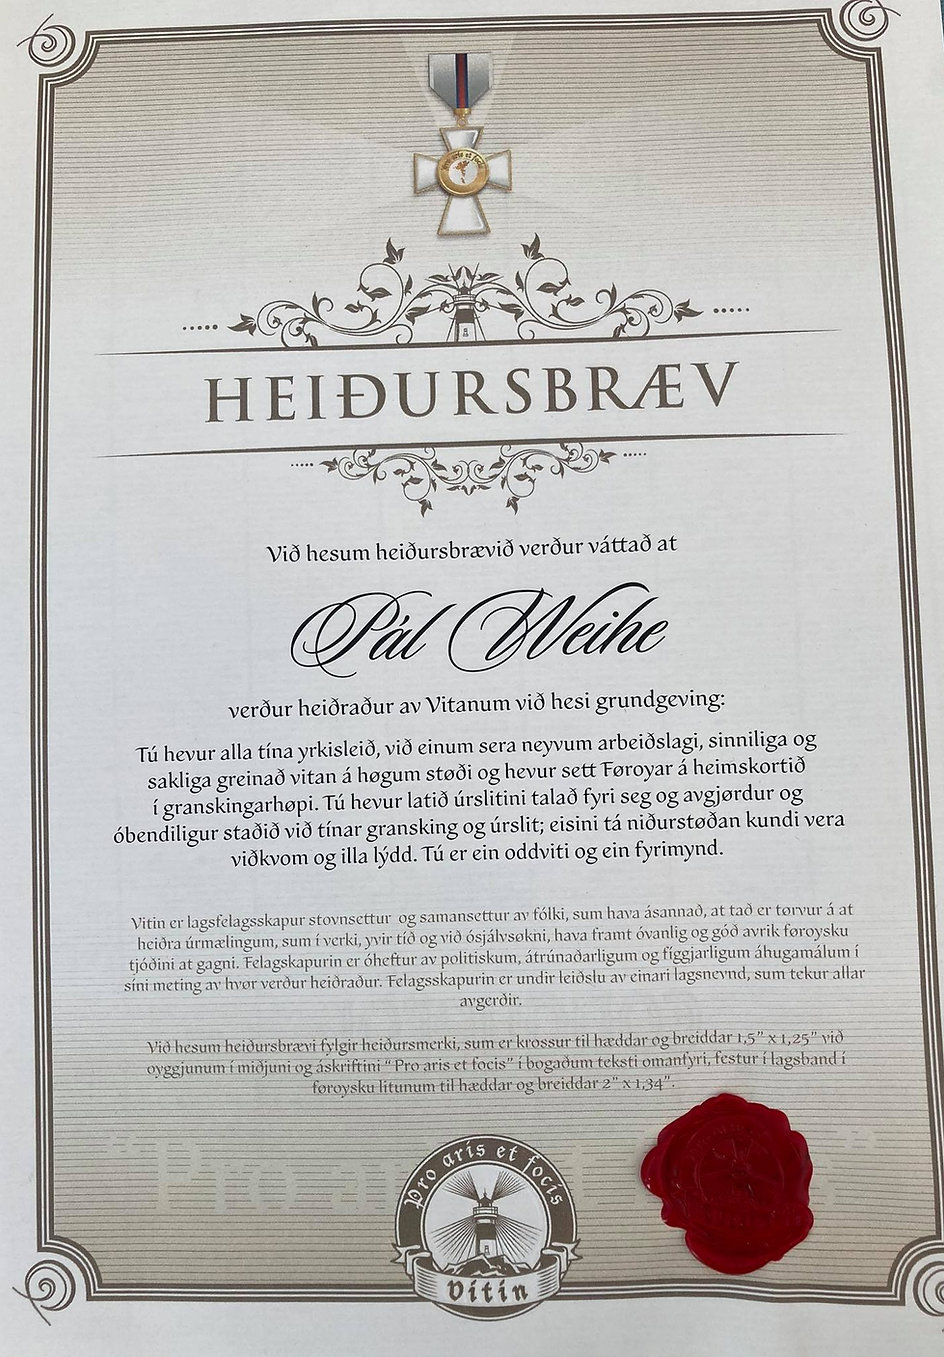 Pro aris et focis
HEIÐURSBRÆV
Við hesum heiðursbrævið verður váttað at
Pál Weihe
verður heiðraður av Vitanum við hesi grundgeving:
Tú hevur alla tína yrkisleið, við einum sera neyvum arbeiðslagi, sinniliga og
sakliga greinað vitan á høgum støði og hevur sett Føroyar á heimskortið
í granskingarhøpi. Tú hevur latið úrslitini talað fyri seg og avgjørdur og
óbendiligur staðið við tínar gransking og úrslit; eisini tá niðurstøðan kundi vera
viðkvom og illa lýdd. Tú er ein oddviti og ein fyrimynd.
Vitin er lagsfelagsskapur stovnsettur og samansettur av fólki, sum hava ásannað, at tað er tørvur á at
heiðra úrmælingum, sum í verki, yvir tíð og við ósjálvsøkni, hava framt óvanlig og góð avrik føroysku
tjóðini at gagni. Felagskapurin er óheftur av politiskum, átrúnaðarligum og fíggjarligum áhugamálum í
síni meting av hvør verður heiðraður. Felagsskapurin er undir leiðslu av einari lagsnevnd, sum tekur allar
avgerðir.
Við hesum heiðursbrævi fylgir heiðursmerki, sum er krossur til hæddar og breiddar 1,5” x 1,25” við
oyggjunum í miðjuni og áskriftini “ Pro aris et focis” í bogaðum teksti omanfyri, festur í lagsband í
føroysku litunum til hæddar og breiddar 2” x 1,34”.
“Pro ar s”
Pro aris et focis
Vitin